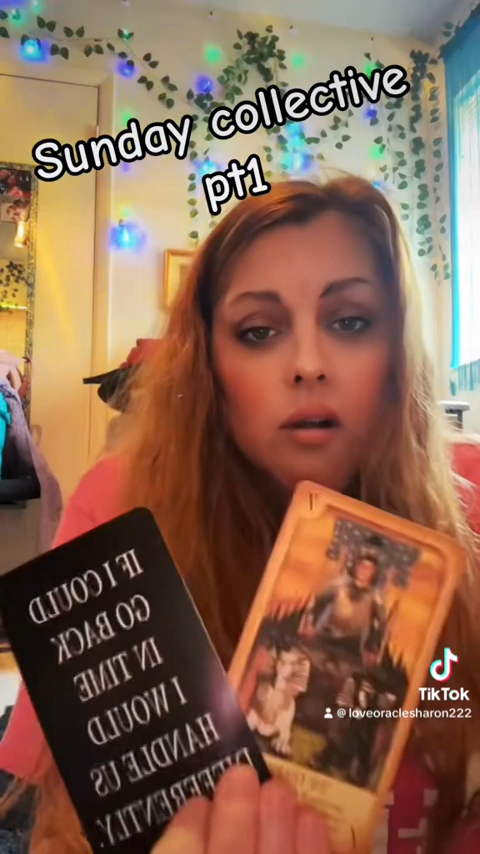 Sunday collective
pt1
IF I COULD
GO BACK
IN TIME
I WOULD
HANDLE US
DIFFERENTLY.
TikTok
@loveoraclesharon222